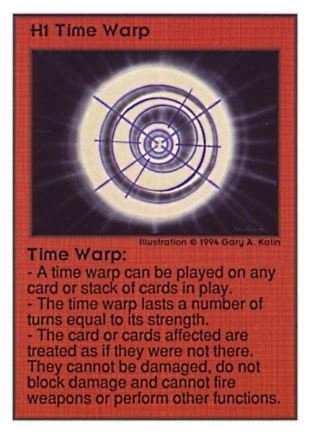 H1 Time Warp
Illustration © 1994 Gary A. Kalin
Time Warp:
- A time warp can be played on any
card or stack of cards in play.
- The time warp lasts a number of
turns equal to its strength.
- The card or cards affected are
treated as if they were not there.
They cannot be damaged, do not
block damage and cannot fire
weapons or perform other functions.